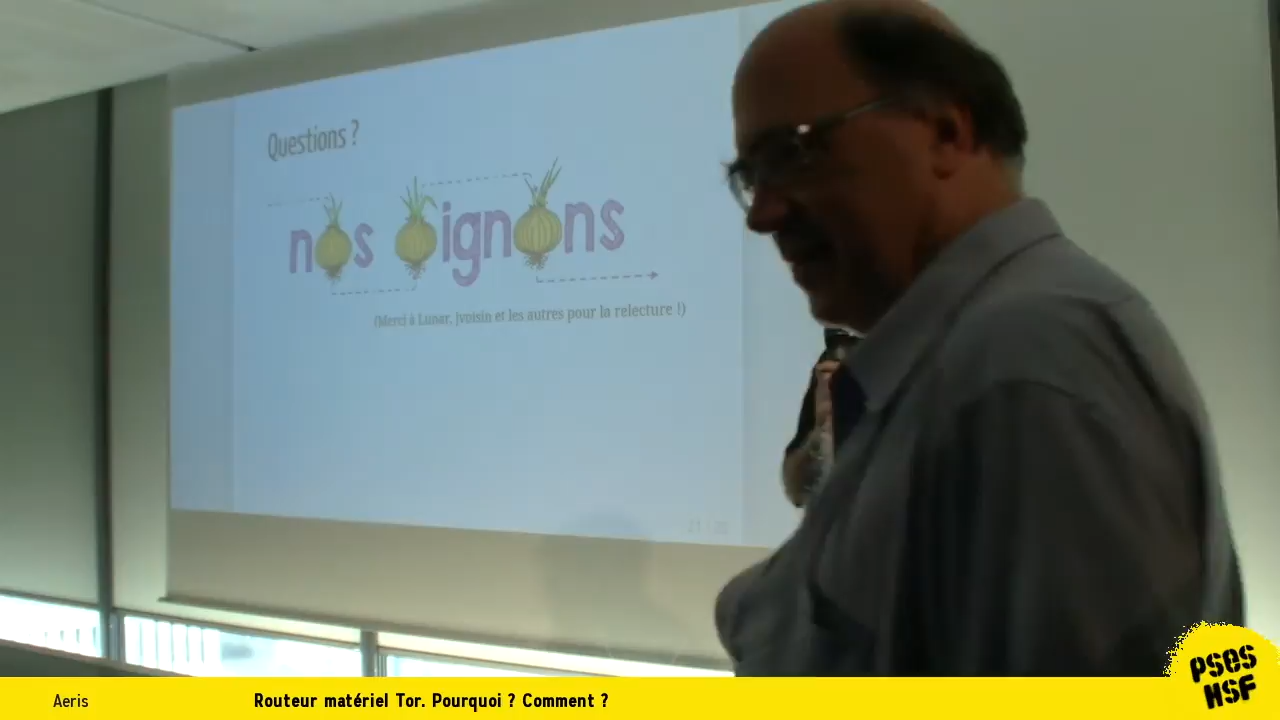 Questions ?
nos oignons
(Merci à Lunar, jvoisin et les autres pour la relecture !)
Aeris
Routeur matériel Tor. Pourquoi ? Comment ?
PSES
HSF